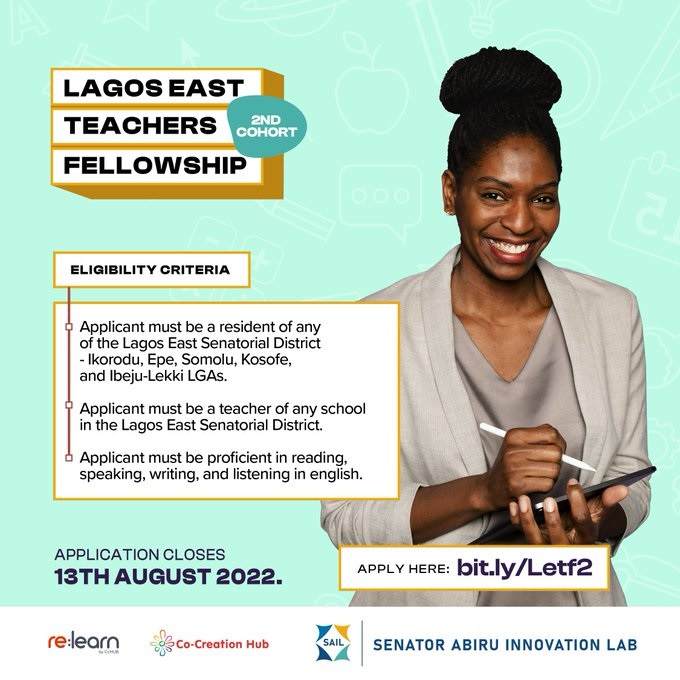 LAGOS EAST
TEACHERS
FELLOWSHIP
2ND
COHORT
ELIGIBILITY CRITERIA
Applicant must be a resident of any
of the Lagos East Senatorial District
- Ikorodu, Epe, Somolu, Kosofe,
and Ibeju-Lekki LGAs.
Applicant must be a teacher of any school
in the Lagos East Senatorial District.
Applicant must be proficient in reading,
speaking, writing, and listening in english.
APPLICATION CLOSES
13TH AUGUST 2022.
APPLY HERE: bit.ly/Letf2
re:learn
by CcHUB
Co-Creation Hub
SAIL
SENATOR ABIRU INNOVATION LAB